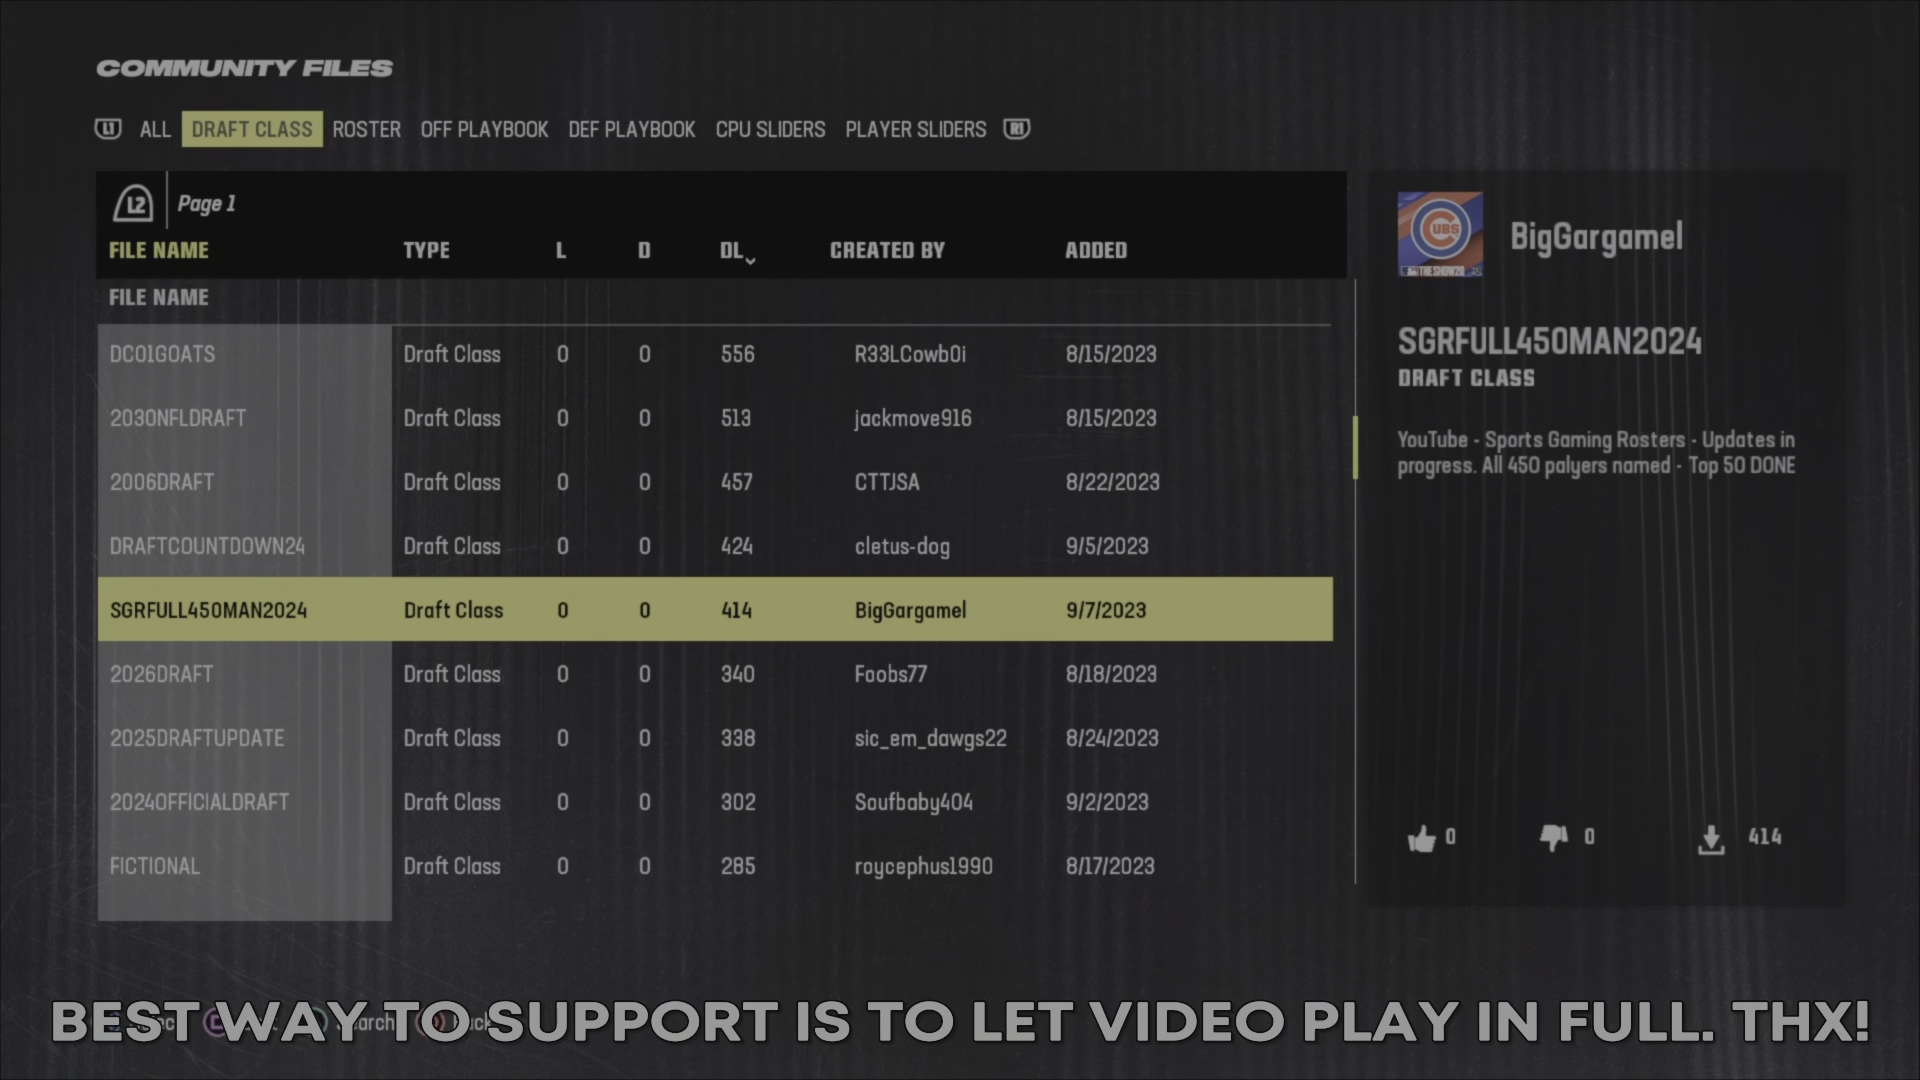 COMMUNITY FILES
L1 ALL DRAFT CLASS ROSTER OFF PLAYBOOK DEF PLAYBOOK CPU SLIDERS PLAYER SLIDERS R1
L2 Page 1
FILE NAME TYPE L D DL CREATED BY ADDED
FILE NAME
DC01GOATS Draft Class 0 0 556 R33LCowb0i 8/15/2023
2030NFLDRAFT Draft Class 0 0 513 jackmove916 8/15/2023
2006DRAFT Draft Class 0 0 457 CTTJSA 8/22/2023
DRAFTCOUNTDOWN24 Draft Class 0 0 424 cletus-dog 9/5/2023
SGRFULL450MAN2024 Draft Class 0 0 414 BigGargamel 9/7/2023
2026DRAFT Draft Class 0 0 340 Foobs77 8/18/2023
2025DRAFTUPDATE Draft Class 0 0 338 sic_em_dawgs22 8/24/2023
2024OFFICIALDRAFT Draft Class 0 0 302 Soufbaby404 9/2/2023
FICTIONAL Draft Class 0 0 285 roycephus1990 8/17/2023
CUBS
THE SHOW20
BigGargamel
SGRFULL450MAN2024
DRAFT CLASS
YouTube - Sports Gaming Rosters - Updates in
progress. All 450 palyers named - Top 50 DONE
0 0 414
BEST WAY TO SUPPORT IS TO LET VIDEO PLAY IN FULL. THX!